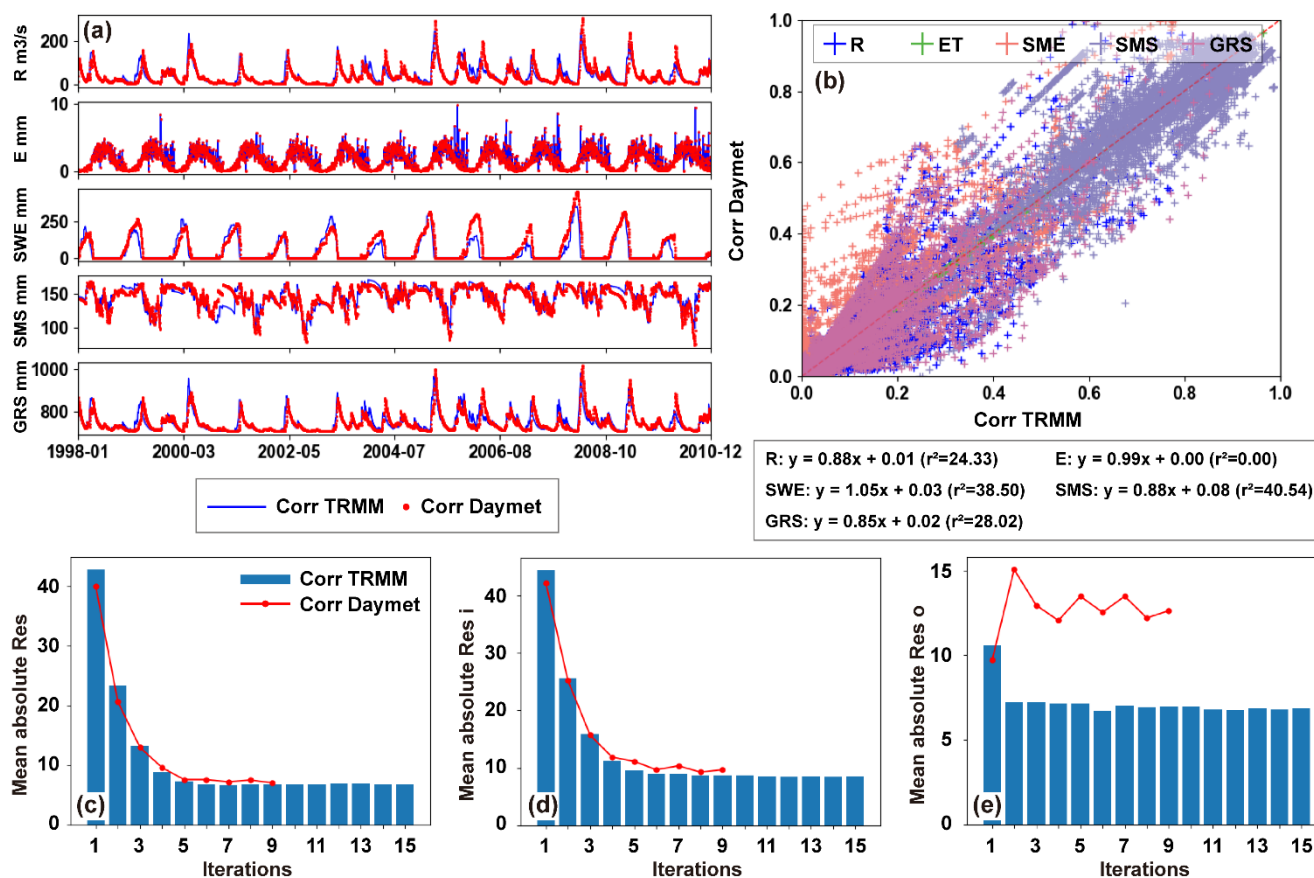 (a)
R m3/s
200
0
E mm
10
0
SWE mm
250
0
SMS mm
150
100
GRS mm
1000
800
1998-01 2000-03 2002-05 2004-07 2006-08 2008-10 2010-12
Corr TRMM Corr Daymet
(b)
R ET SME SMS GRS
Corr Daymet
1.0
0.8
0.6
0.4
0.2
0.0
0.0 0.2 0.4 0.6 0.8 1.0
Corr TRMM
R: y = 0.88x + 0.01 (r²=24.33) E: y = 0.99x + 0.00 (r²=0.00)
SWE: y = 1.05x + 0.03 (r²=38.50) SMS: y = 0.88x + 0.08 (r²=40.54)
GRS: y = 0.85x + 0.02 (r²=28.02)
Mean absolute Res
40
30
20
10
0
Corr TRMM
Corr Daymet
(c)
1 3 5 7 9 11 13 15
Iterations
Mean absolute Res i
40
30
20
10
0
(d)
1 3 5 7 9 11 13 15
Iterations
Mean absolute Res o
15
10
5
0
(e)
1 3 5 7 9 11 13 15
Iterations